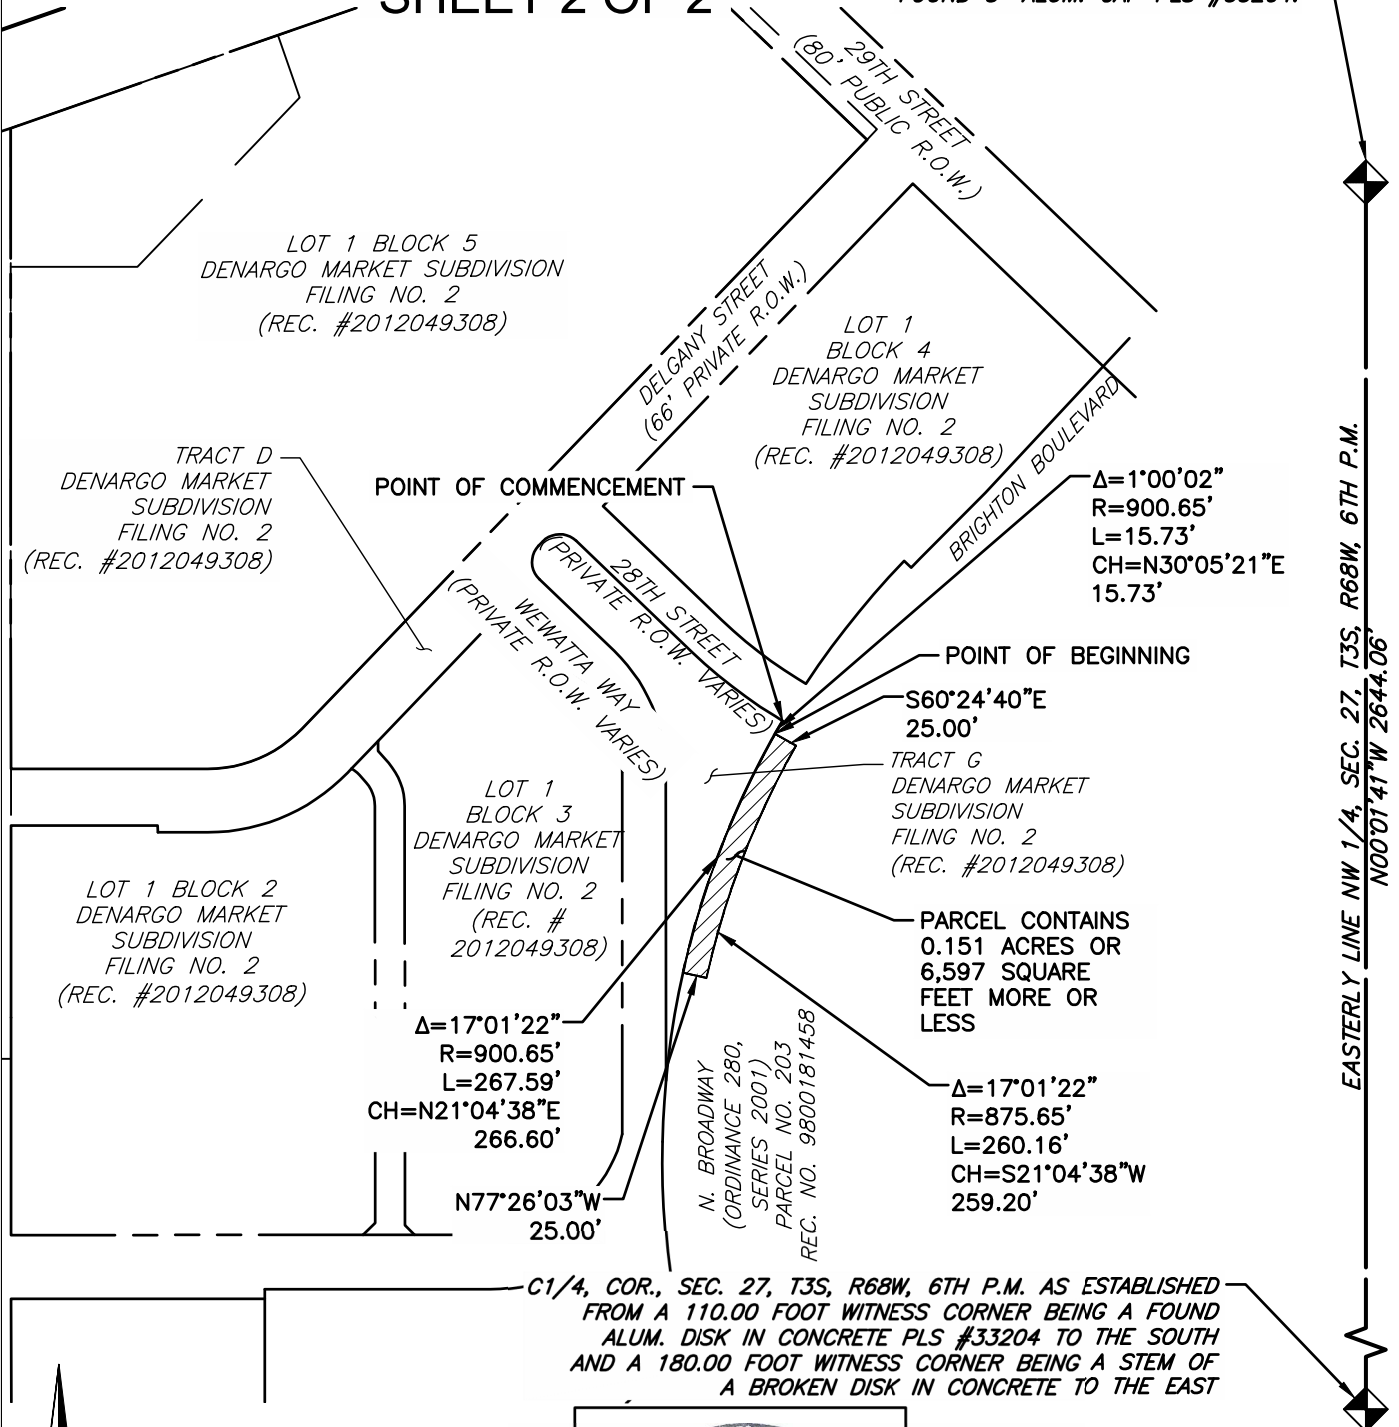 SHEET 2 OF 2
29TH STREET
(80' PUBLIC R.O.W.)
LOT 1 BLOCK 5
DENARGO MARKET SUBDIVISION
FILING NO. 2
(REC. #2012049308)
DELGANY STREET
(66' PRIVATE R.O.W.)
LOT 1
BLOCK 4
DENARGO MARKET
SUBDIVISION
FILING NO. 2
(REC. #2012049308)
BRIGHTON BOULEVARD
TRACT D
DENARGO MARKET
SUBDIVISION
FILING NO. 2
(REC. #2012049308)
POINT OF COMMENCEMENT
Δ=1°00'02"
R=900.65'
L=15.73'
CH=N30°05'21"E
15.73'
28TH STREET
(PRIVATE R.O.W. VARIES)
WEWATTA WAY
(PRIVATE R.O.W. VARIES)
POINT OF BEGINNING
S60°24'40"E
25.00'
TRACT G
DENARGO MARKET
SUBDIVISION
FILING NO. 2
(REC. #2012049308)
LOT 1
BLOCK 3
DENARGO MARKET
SUBDIVISION
FILING NO. 2
(REC. #
2012049308)
LOT 1 BLOCK 2
DENARGO MARKET
SUBDIVISION
FILING NO. 2
(REC. #2012049308)
PARCEL CONTAINS
0.151 ACRES OR
6,597 SQUARE
FEET MORE OR
LESS
Δ=17°01'22"
R=900.65'
L=267.59'
CH=N21°04'38"E
266.60'
Δ=17°01'22"
R=875.65'
L=260.16'
CH=S21°04'38"W
259.20'
N77°26'03"W
25.00'
N. BROADWAY
(ORDINANCE 280,
SERIES 2001)
PARCEL NO. 203
REC. NO. 9800181458
EASTERLY LINE NW 1/4, SEC. 27, T3S, R68W, 6TH P.M.
N00°01'41"W 2644.06'
C1/4, COR., SEC. 27, T3S, R68W, 6TH P.M. AS ESTABLISHED
FROM A 110.00 FOOT WITNESS CORNER BEING A FOUND
ALUM. DISK IN CONCRETE PLS #33204 TO THE SOUTH
AND A 180.00 FOOT WITNESS CORNER BEING A STEM OF
A BROKEN DISK IN CONCRETE TO THE EAST